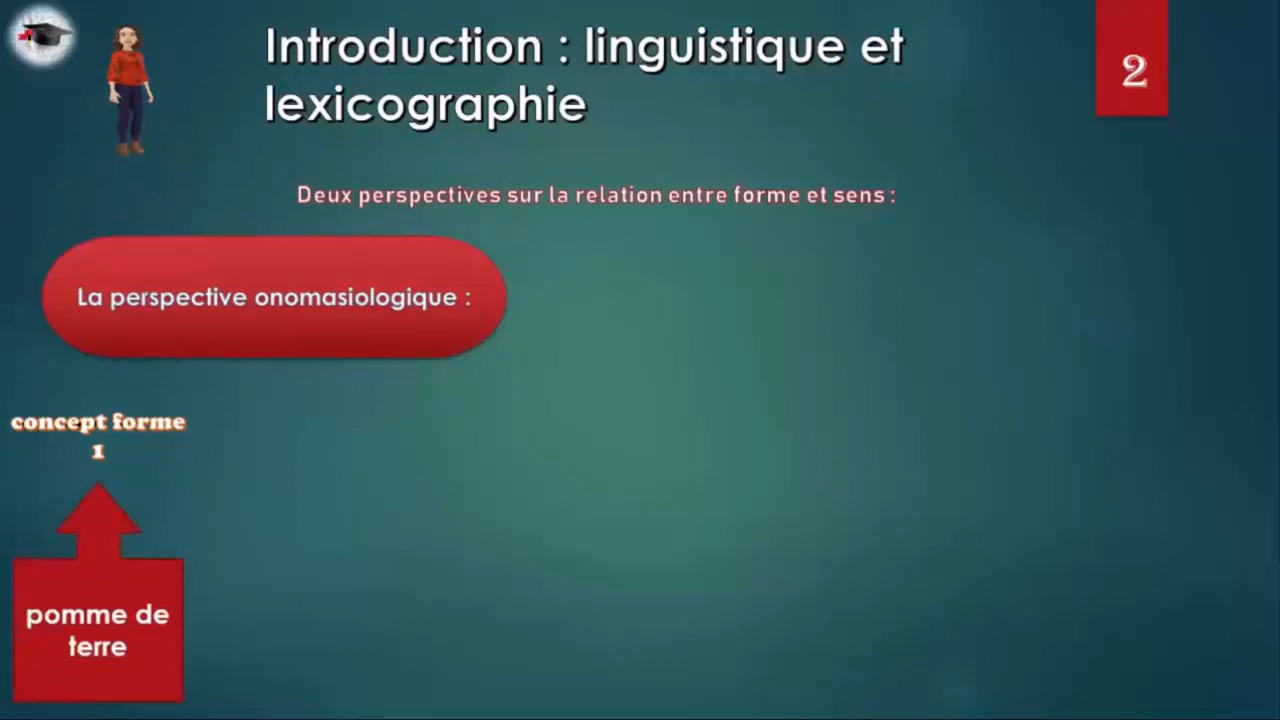 Introduction : linguistique et
lexicographie
2
Deux perspectives sur la relation entre forme et sens :
La perspective onomasiologique :
concept forme
1
pomme de
terre